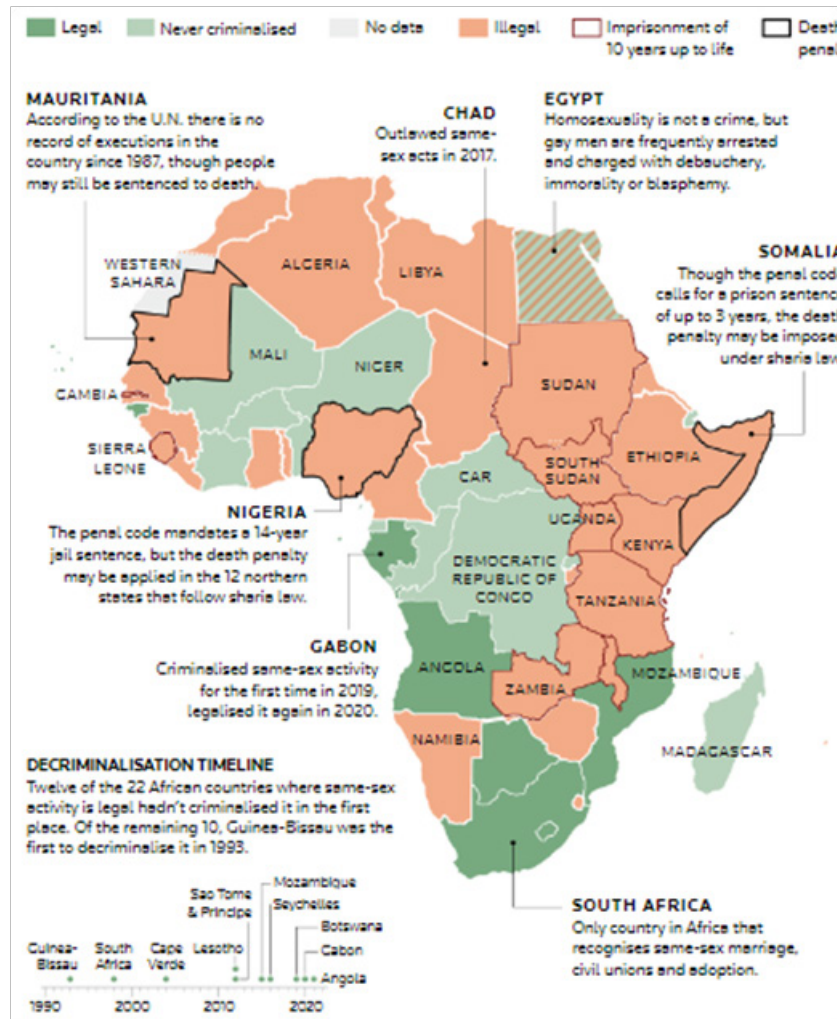 Legal
Never criminalised
No data
Illegal
Imprisonment of
10 years up to life
Death
penal
MAURITANIA
According to the U.N. there is no
record of executions in the
country since 1987, though people
may still be sentenced to death.
CHAD
Outlawed same-
sex acts in 2017.
EGYPT
Homosexuality is not a crime, but
gay men are frequently arrested
and charged with debauchery,
immorality or blasphemy.
SOMALIA
Though the penal code
calls for a prison sentence
of up to 3 years, the death
penalty may be imposed
under sharia law
WESTERN
SAHARA
ALGERIA
LIBYA
MALI
NIGER
SUDAN
GAMBIA
SIERRA
LEONE
CAR
SOUTH
SUDAN
ETHIOPIA
UGANDA
KENYA
DEMOCRATIC
REPUBLIC OF
CONGO
TANZANIA
NIGERIA
The penal code mandates a 14-year
jail sentence, but the death penalty
may be applied in the 12 northern
states that follow sharia law.
GABON
Criminalised same-sex activity
for the first time in 2019,
legalised it again in 2020.
ANGOLA
ZAMBIA
MOZAMBIQUE
NAMIBIA
MADAGASCAR
DECRIMINALISATION TIMELINE
Twelve of the 22 African countries where same-sex
activity is legal hadn't criminalised it in the first
place. Of the remaining 10, Guinea-Bissau was the
first to decriminalise it in 1993.
SOUTH AFRICA
Only country in Africa that
recognises same-sex marriage,
civil unions and adoption.
Guinea-
Bissau
South
Africa
Cape
Verde
Lesotho
Sao Tome
& Principe
Mozambique
Seychelles
Botswana
Gabon
Angola
1990
2000
2010
2020